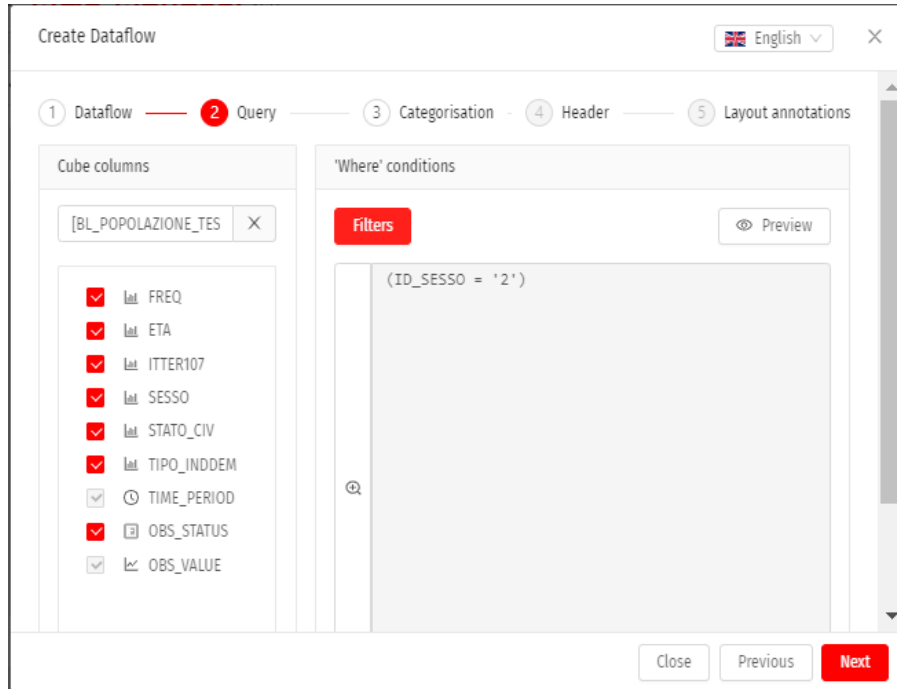 Create Dataflow
English
1 Dataflow
2 Query
3 Categorisation
4 Header
5 Layout annotations
Cube columns
[BL_POPOLAZIONE_TES
FREQ
ETA
ITTER107
SESSO
STATO_CIV
TIPO_INDDEM
TIME_PERIOD
OBS_STATUS
OBS_VALUE
'Where' conditions
Filters
Preview
(ID_SESSO = '2')
Close
Previous
Next